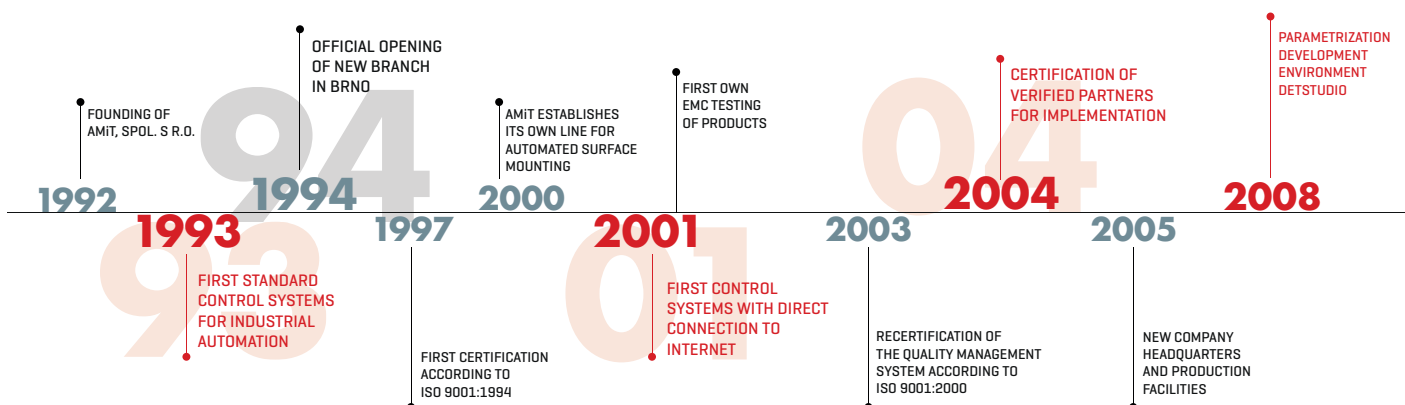 1992
FOUNDING OF
AMiT, SPOL. S R.O.
93
1993
FIRST STANDARD
CONTROL SYSTEMS
FOR INDUSTRIAL
AUTOMATION
94
1994
OFFICIAL OPENING
OF NEW BRANCH
IN BRNO
1997
FIRST CERTIFICATION
ACCORDING TO
ISO 9001:1994
2000
AMiT ESTABLISHES
ITS OWN LINE FOR
AUTOMATED SURFACE
MOUNTING
01
2001
FIRST OWN
EMC TESTING
OF PRODUCTS
FIRST CONTROL
SYSTEMS WITH DIRECT
CONNECTION TO
INTERNET
2003
RECERTIFICATION OF
THE QUALITY MANAGEMENT
SYSTEM ACCORDING TO
ISO 9001:2000
04
2004
CERTIFICATION OF
VERIFIED PARTNERS
FOR IMPLEMENTATION
2005
NEW COMPANY
HEADQUARTERS
AND PRODUCTION
FACILITIES
2008
PARAMETRIZATION
DEVELOPMENT
ENVIRONMENT
DETSTUDIO